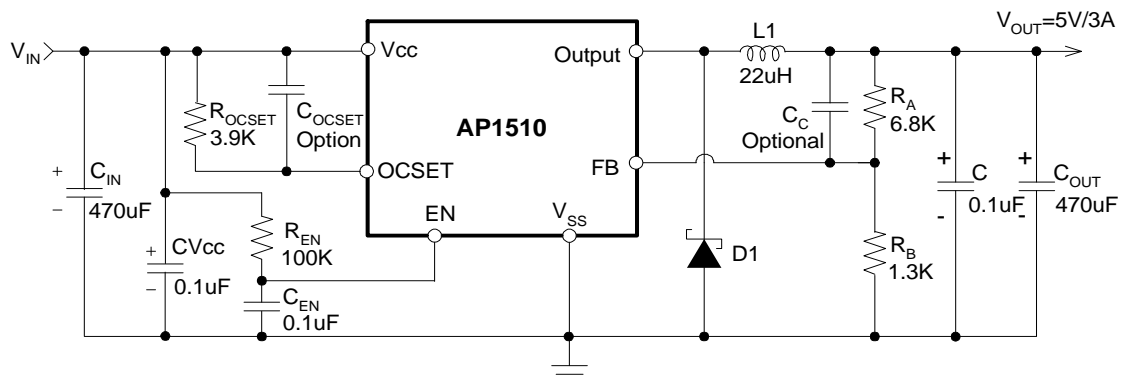 V_OUT=5V/3A
V_IN
Vcc
Output
L1
22uH
R_OCSET
3.9K
C_OCSET
Option
AP1510
C_C
Optional
R_A
6.8K
OCSET
FB
+
C_IN
470uF
−
EN
V_SS
+
C
0.1uF
-
+
C_OUT
470uF
-
R_EN
100K
+
CVcc
0.1uF
−
D1
R_B
1.3K
C_EN
0.1uF